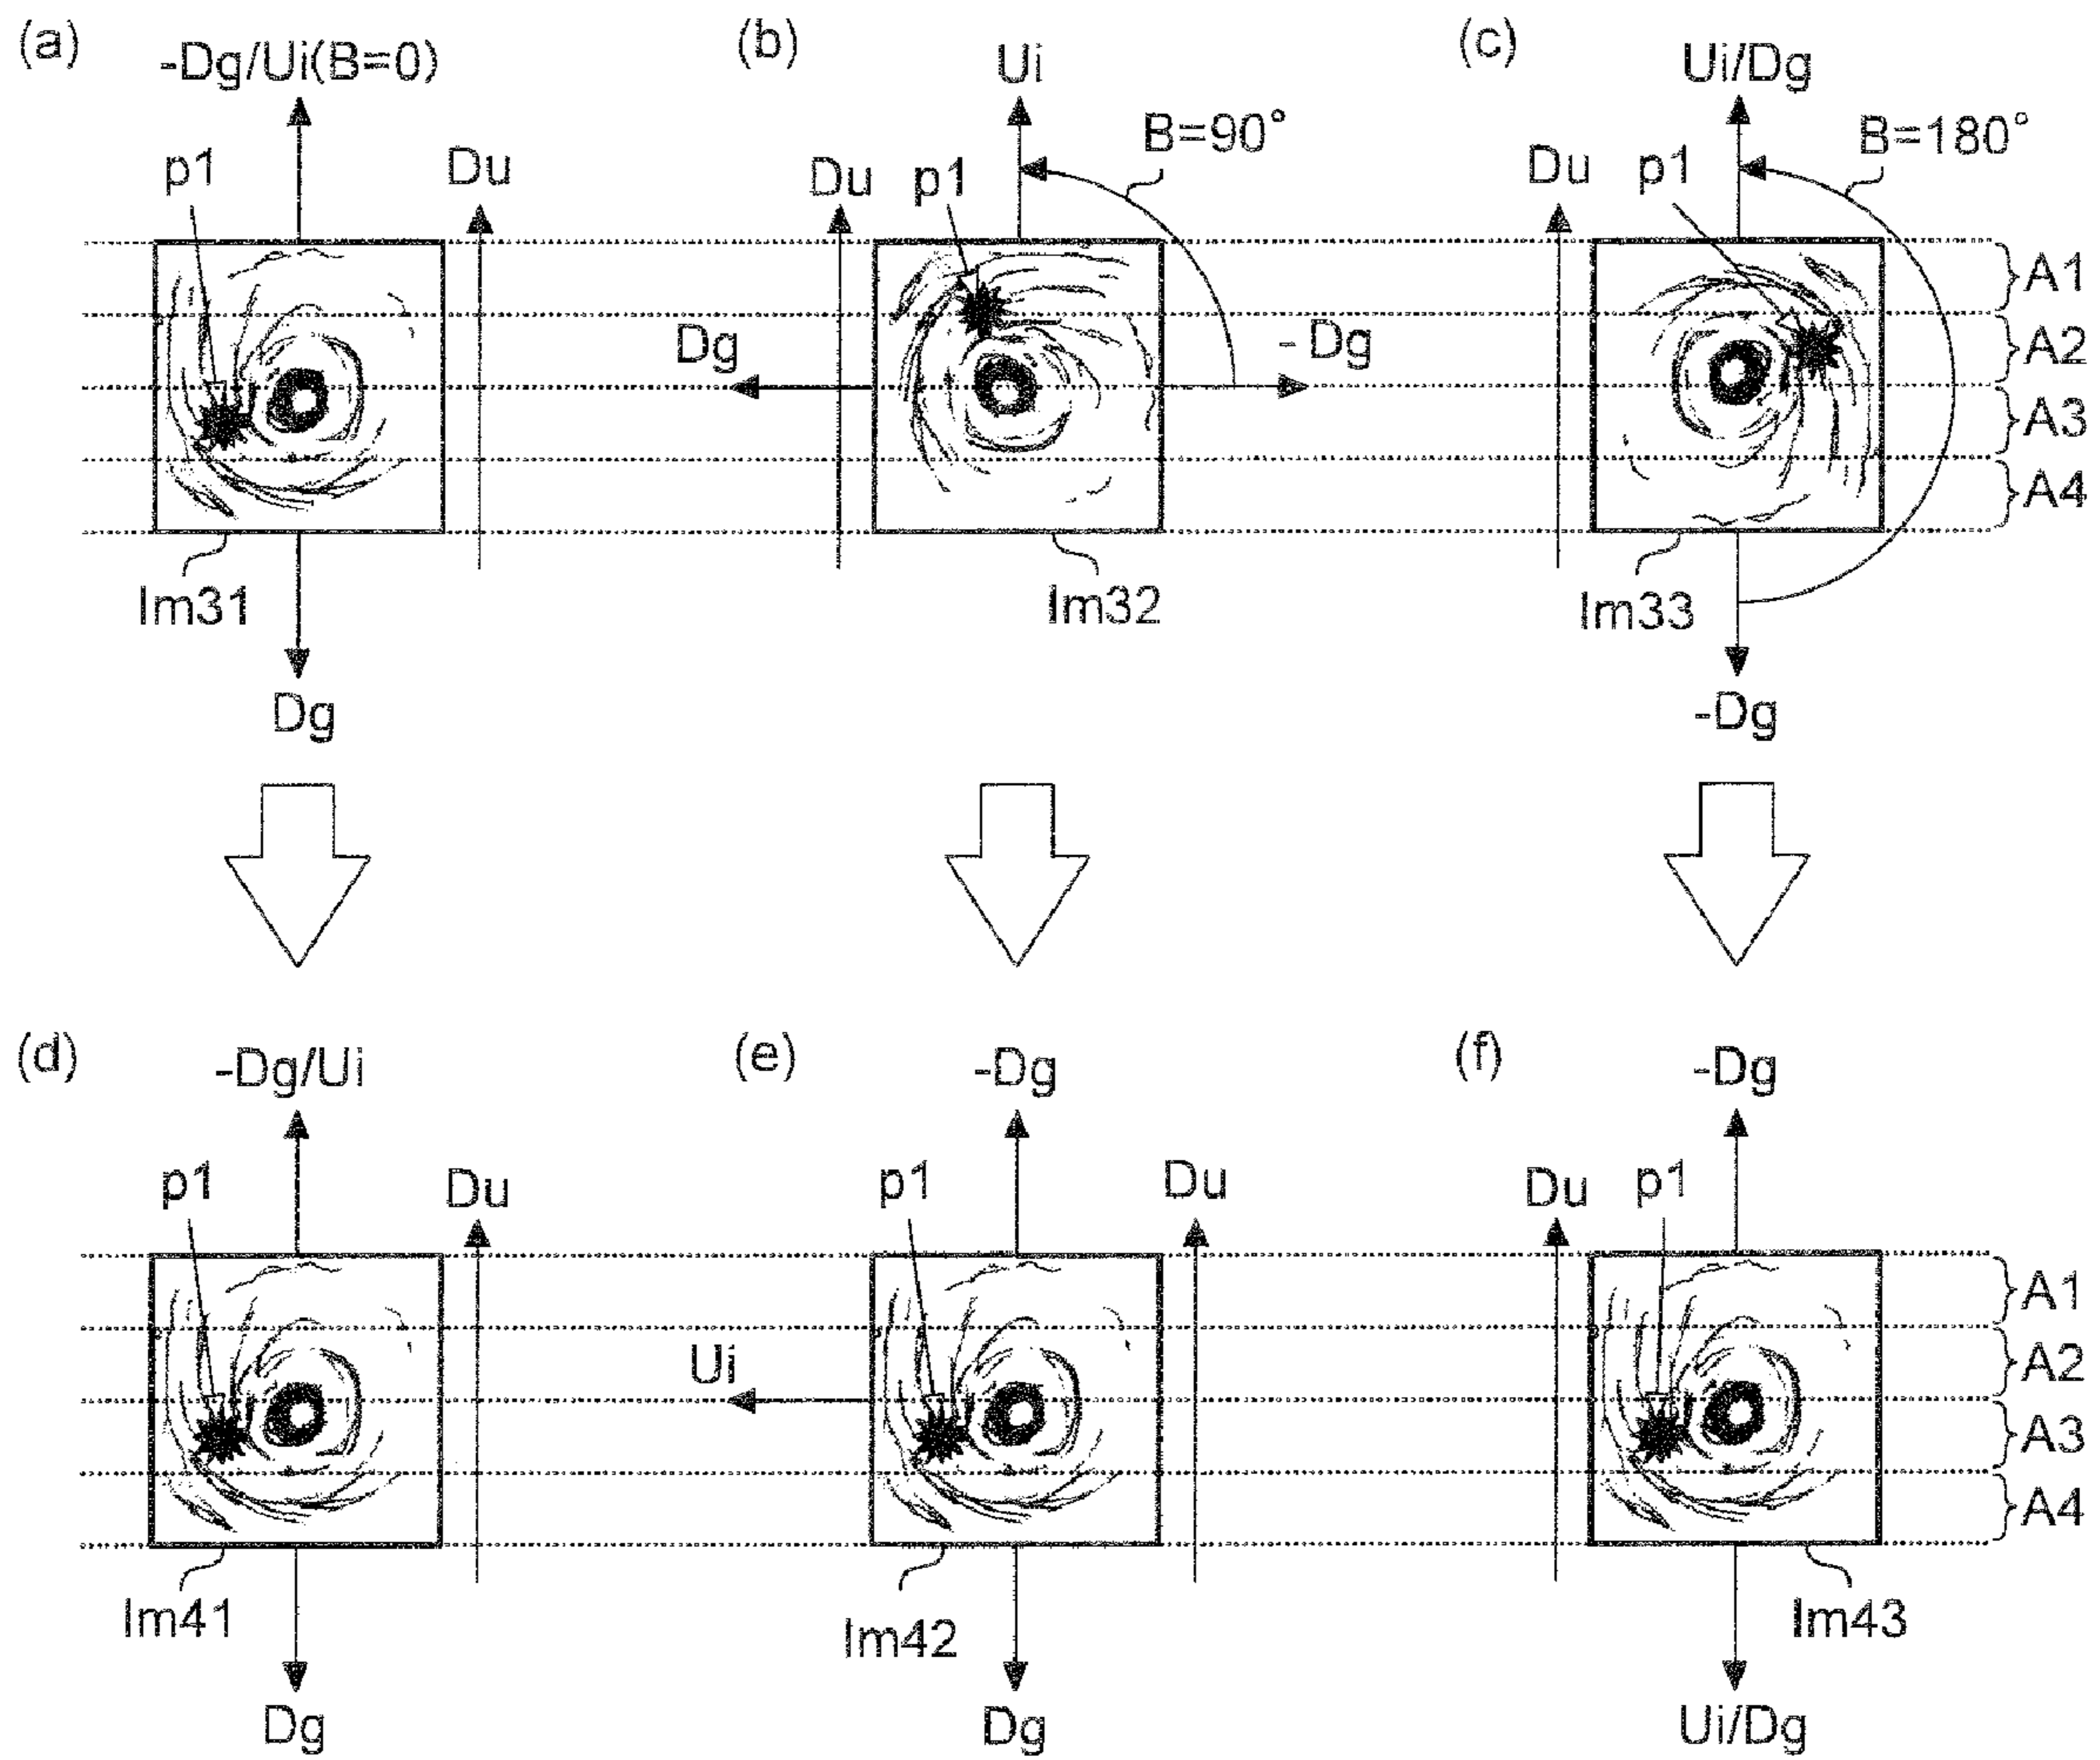 (a)
-Dg/Ui(B=0)
p1
Du
Im31
Dg
(b)
Ui
B=90°
Du
p1
Dg
- Dg
Im32
(c)
Ui/Dg
B=180°
Du
p1
A1
A2
A3
A4
Im33
-Dg
(d)
-Dg/Ui
p1
Du
Im41
Dg
(e)
-Dg
p1
Du
Ui
Im42
Dg
(f)
-Dg
Du
p1
A1
A2
A3
A4
Im43
Ui/Dg